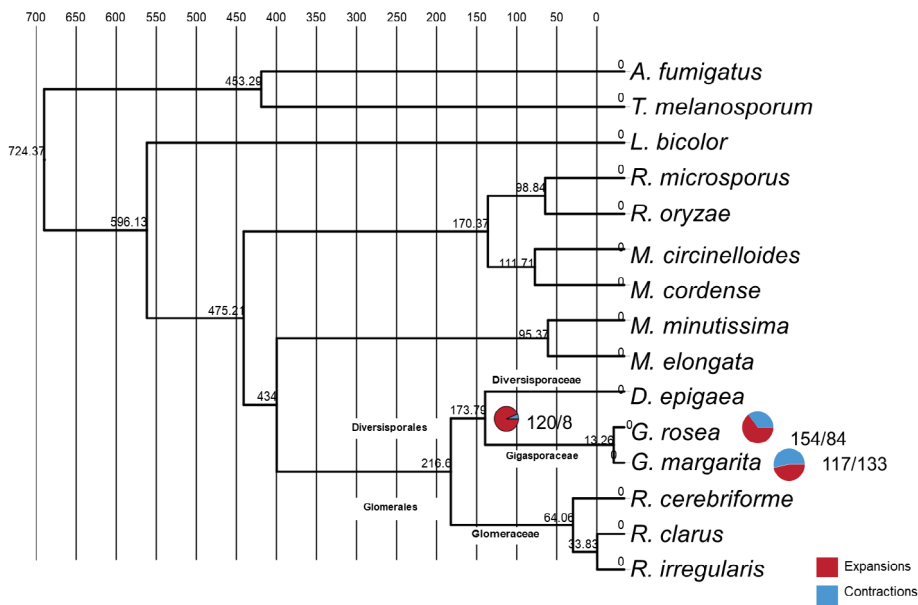 700 650 600 550 500 450 400 350 300 250 200 150 100 50 0
0 A. fumigatus
453.29
0 T. melanosporum
724.37
0 L. bicolor
0 R. microsporus
98.84
0 R. oryzae
596.13
170.37
0 M. circinelloides
111.71
0 M. cordense
475.21
0 M. minutissima
95.37
0 M. elongata
Diversisporaceae
0 D. epigaea
434
173.79
120/8
Diversisporales
0 G. rosea
154/84
13.26
Gigasporaceae
0 G. margarita
117/133
216.6
0 R. cerebriforme
Glomerales
64.06
Glomeraceae
0 R. clarus
33.83
0 R. irregularis
Expansions
Contractions